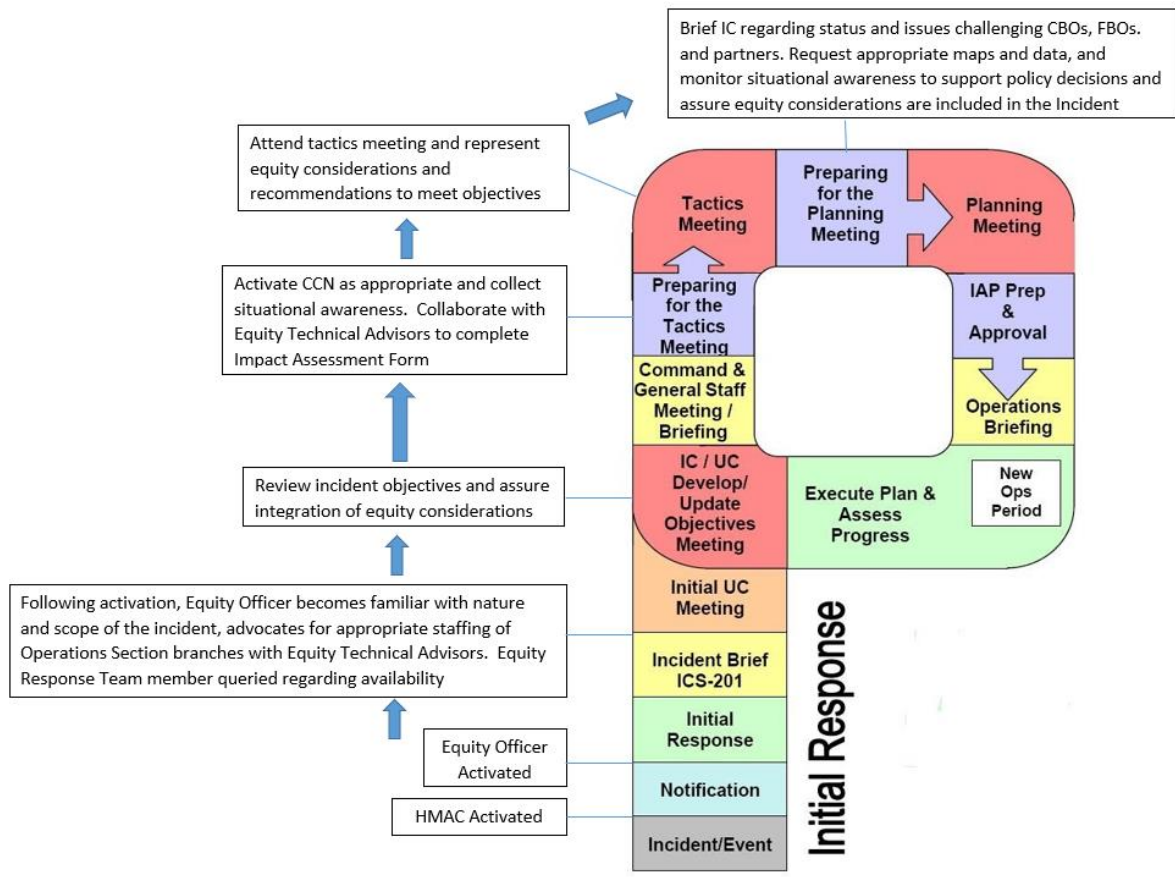 Brief IC regarding status and issues challenging CBOs, FBOs.
and partners. Request appropriate maps and data, and
monitor situational awareness to support policy decisions and
assure equity considerations are included in the Incident
Attend tactics meeting and represent
equity considerations and
recommendations to meet objectives
Activate CCN as appropriate and collect
situational awareness.  Collaborate with
Equity Technical Advisors to complete
Impact Assessment Form
Review incident objectives and assure
integration of equity considerations
Following activation, Equity Officer becomes familiar with nature
and scope of the incident, advocates for appropriate staffing of
Operations Section branches with Equity Technical Advisors.  Equity
Response Team member queried regarding availability
Equity Officer
Activated
HMAC Activated
Tactics
Meeting
Preparing
for the
Planning
Meeting
Planning
Meeting
Preparing
for the
Tactics
Meeting
IAP Prep
&
Approval
Command &
General Staff
Meeting /
Briefing
Operations
Briefing
IC / UC
Develop/
Update
Objectives
Meeting
Execute Plan &
Assess
Progress
New
Ops
Period
Initial UC
Meeting
Incident Brief
ICS-201
Initial
Response
Notification
Incident/Event
Initial Response